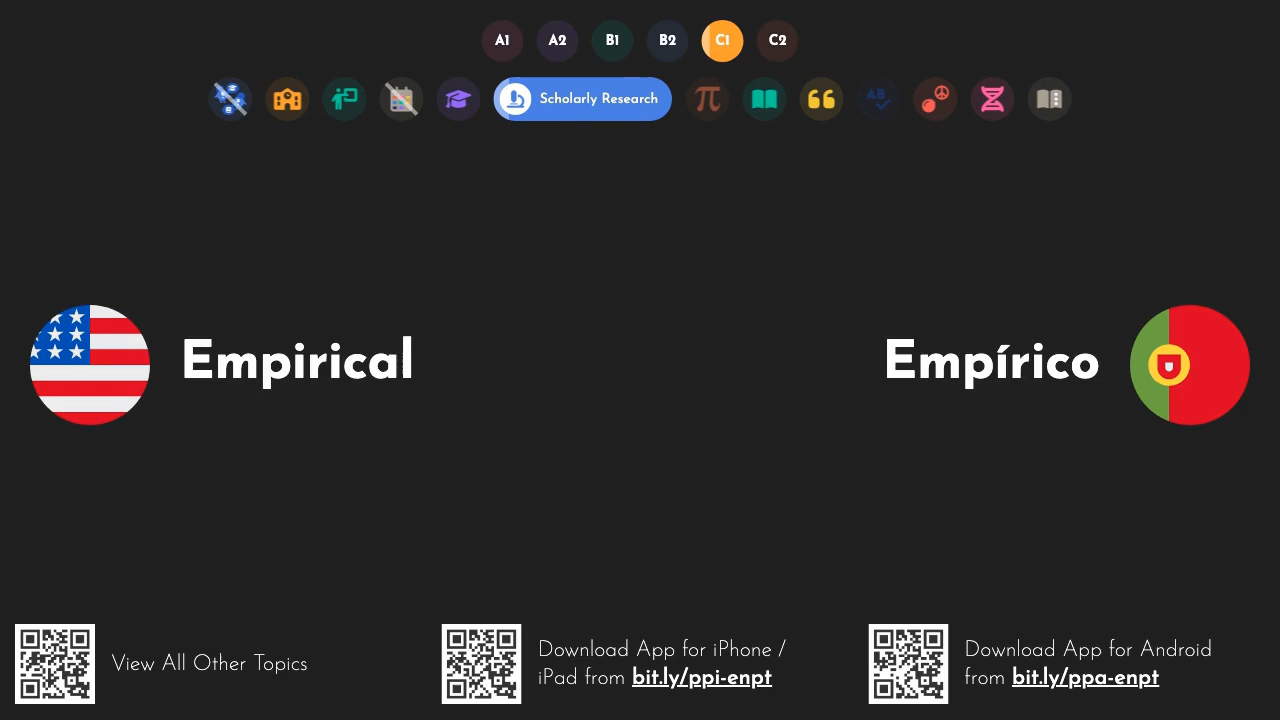 A1 A2 B1 B2 C1 C2
Scholarly Research
Empirical
Empírico
View All Other Topics
Download App for iPhone /
iPad from bit.ly/ppi-enpt
Download App for Android
from bit.ly/ppa-enpt